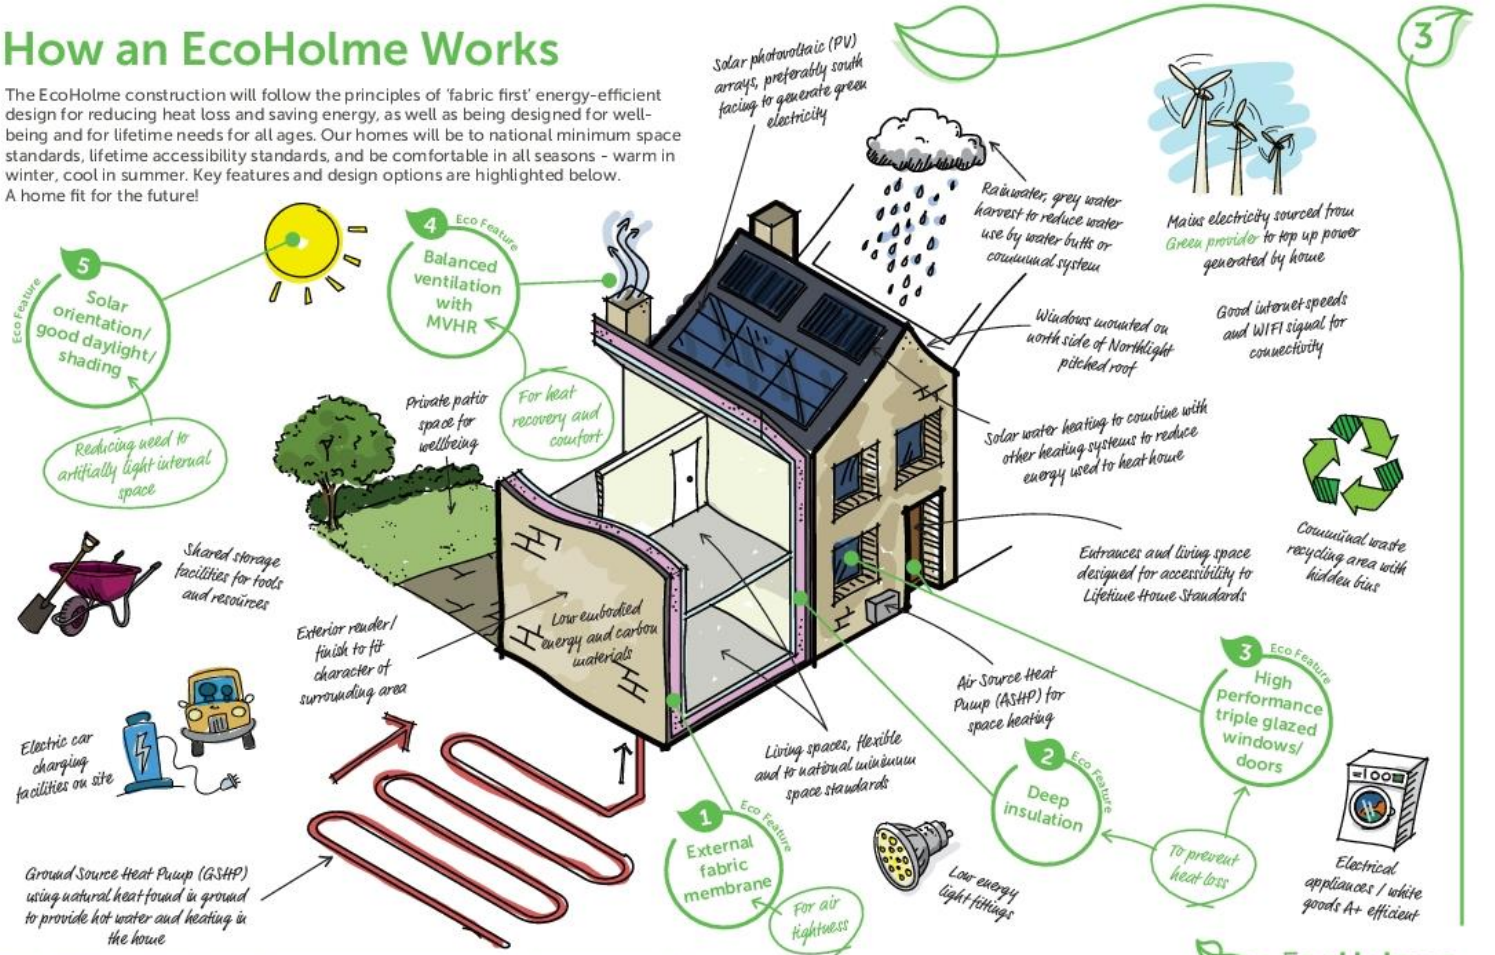 How an EcoHolme Works
3
The EcoHolme construction will follow the principles of 'fabric first' energy-efficient
design for reducing heat loss and saving energy, as well as being designed for well-
being and for lifetime needs for all ages. Our homes will be to national minimum space
standards, lifetime accessibility standards, and be comfortable in all seasons - warm in
winter, cool in summer. Key features and design options are highlighted below.
A home fit for the future!
Solar photovoltaic (PV)
arrays, preferably south
facing to generate green
electricity
Rainwater, grey water
harvest to reduce water
use by water butts or
communal system
Mains electricity sourced from
Green provider to top up power
generated by home
5
Eco Feature
Solar
orientation/
good daylight/
shading
Reducing need to
artifially light internal
space
4
Eco Feature
Balanced
ventilation
with
MVHR
For heat
recovery and
comfort
Private patio
space for
wellbeing
Windows mounted on
north side of Northlight
pitched roof
Good internet speeds
and WIFI signal for
connectivity
Solar water heating to combine with
other heating systems to reduce
energy used to heat home
Communal waste
recycling area with
hidden bins
Entrances and living space
designed for accessibility to
Lifetime Home Standards
Shared storage
facilities for tools
and resources
Exterior render/
finish to fit
character of
surrounding area
Low embodied
energy and carbon
materials
Air Source Heat
Pump (ASHP) for
space heating
3
Eco Feature
High
performance
triple glazed
windows/
doors
Electric car
charging
facilities on site
Living spaces, flexible
and to national minimum
space standards
2
Eco Feature
Deep
insulation
To prevent
heat loss
1
Eco Feature
External
fabric
membrane
For air
tightness
Low energy
light fittings
Electrical
appliances / white
goods A+ efficient
Ground Source Heat Pump (GSHP)
using natural heat found in ground
to provide hot water and heating in
the home